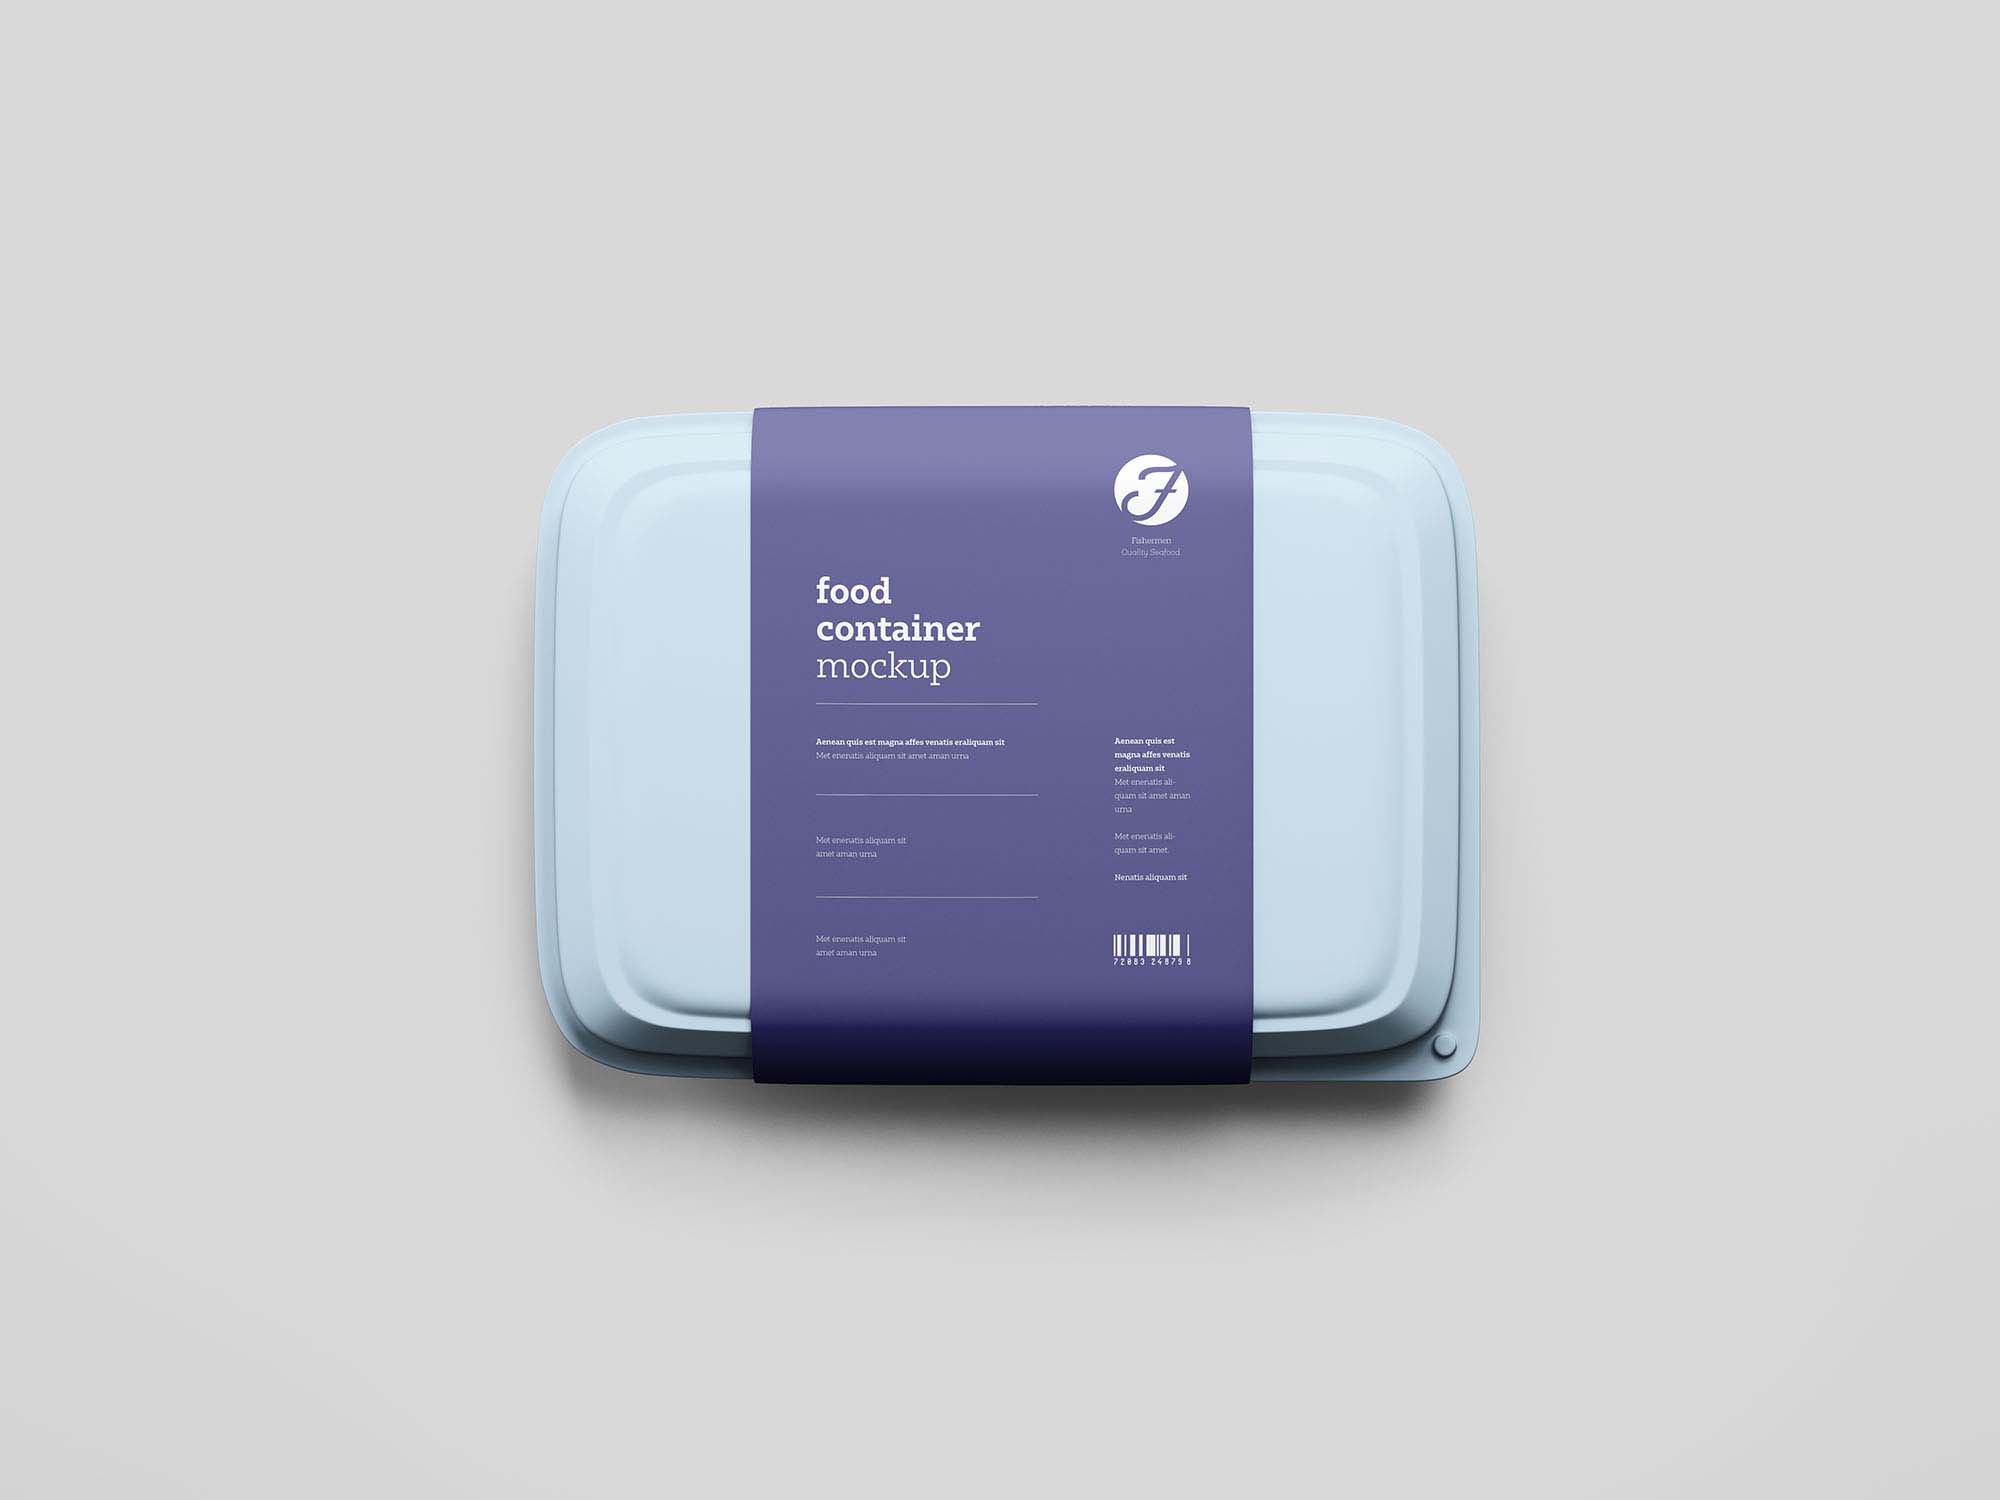 Fishermen
Quality Seafood
food
container
mockup
Aenean quis est magna affes venatis eraliquam sit
Met enenatis aliquam sit amet aman urna
Met enenatis aliquam sit
amet aman urna
Met enenatis aliquam sit
amet aman urna
Aenean quis est
magna affes venatis
eraliquam sit
Met enenatis ali-
quam sit amet aman
urna
Met enenatis ali-
quam sit amet.
Nenatis aliquam sit
72083 248798